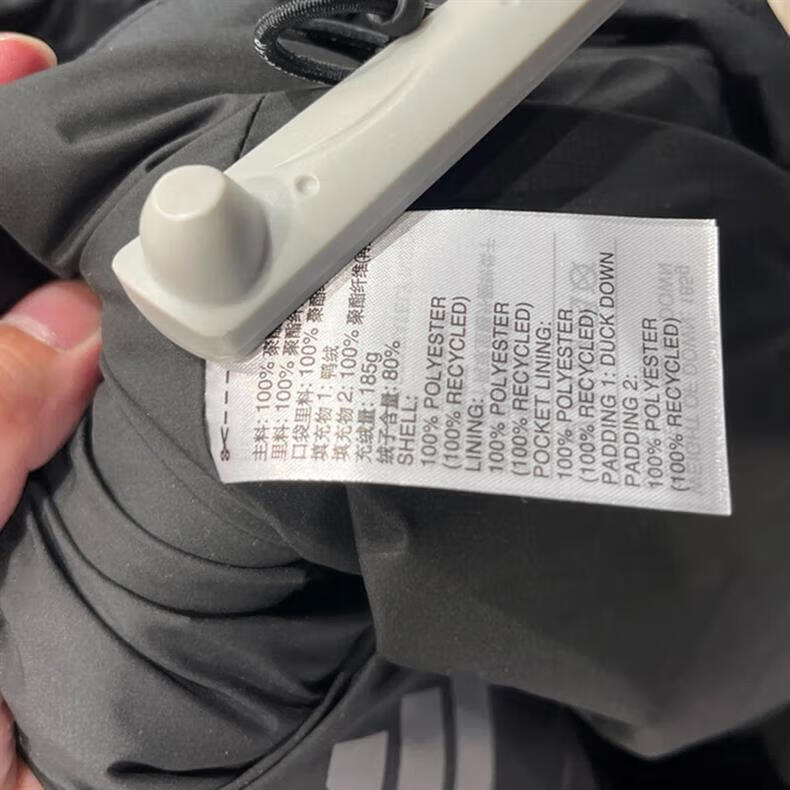 主料: 100% 聚酯
里料: 100% 聚酯
口袋里料: 100% 聚酯
填充物 1: 鸭绒
填充物 2: 100% 聚酯纤维(再
充绒量: 185g
绒子含量: 80%
SHELL:
100% POLYESTER
(100% RECYCLED)
LINING:
100% POLYESTER
(100% RECYCLED)
POCKET LINING:
100% POLYESTER
(100% RECYCLED)
PADDING 1: DUCK DOWN
PADDING 2:
100% POLYESTER
(100% RECYCLED)